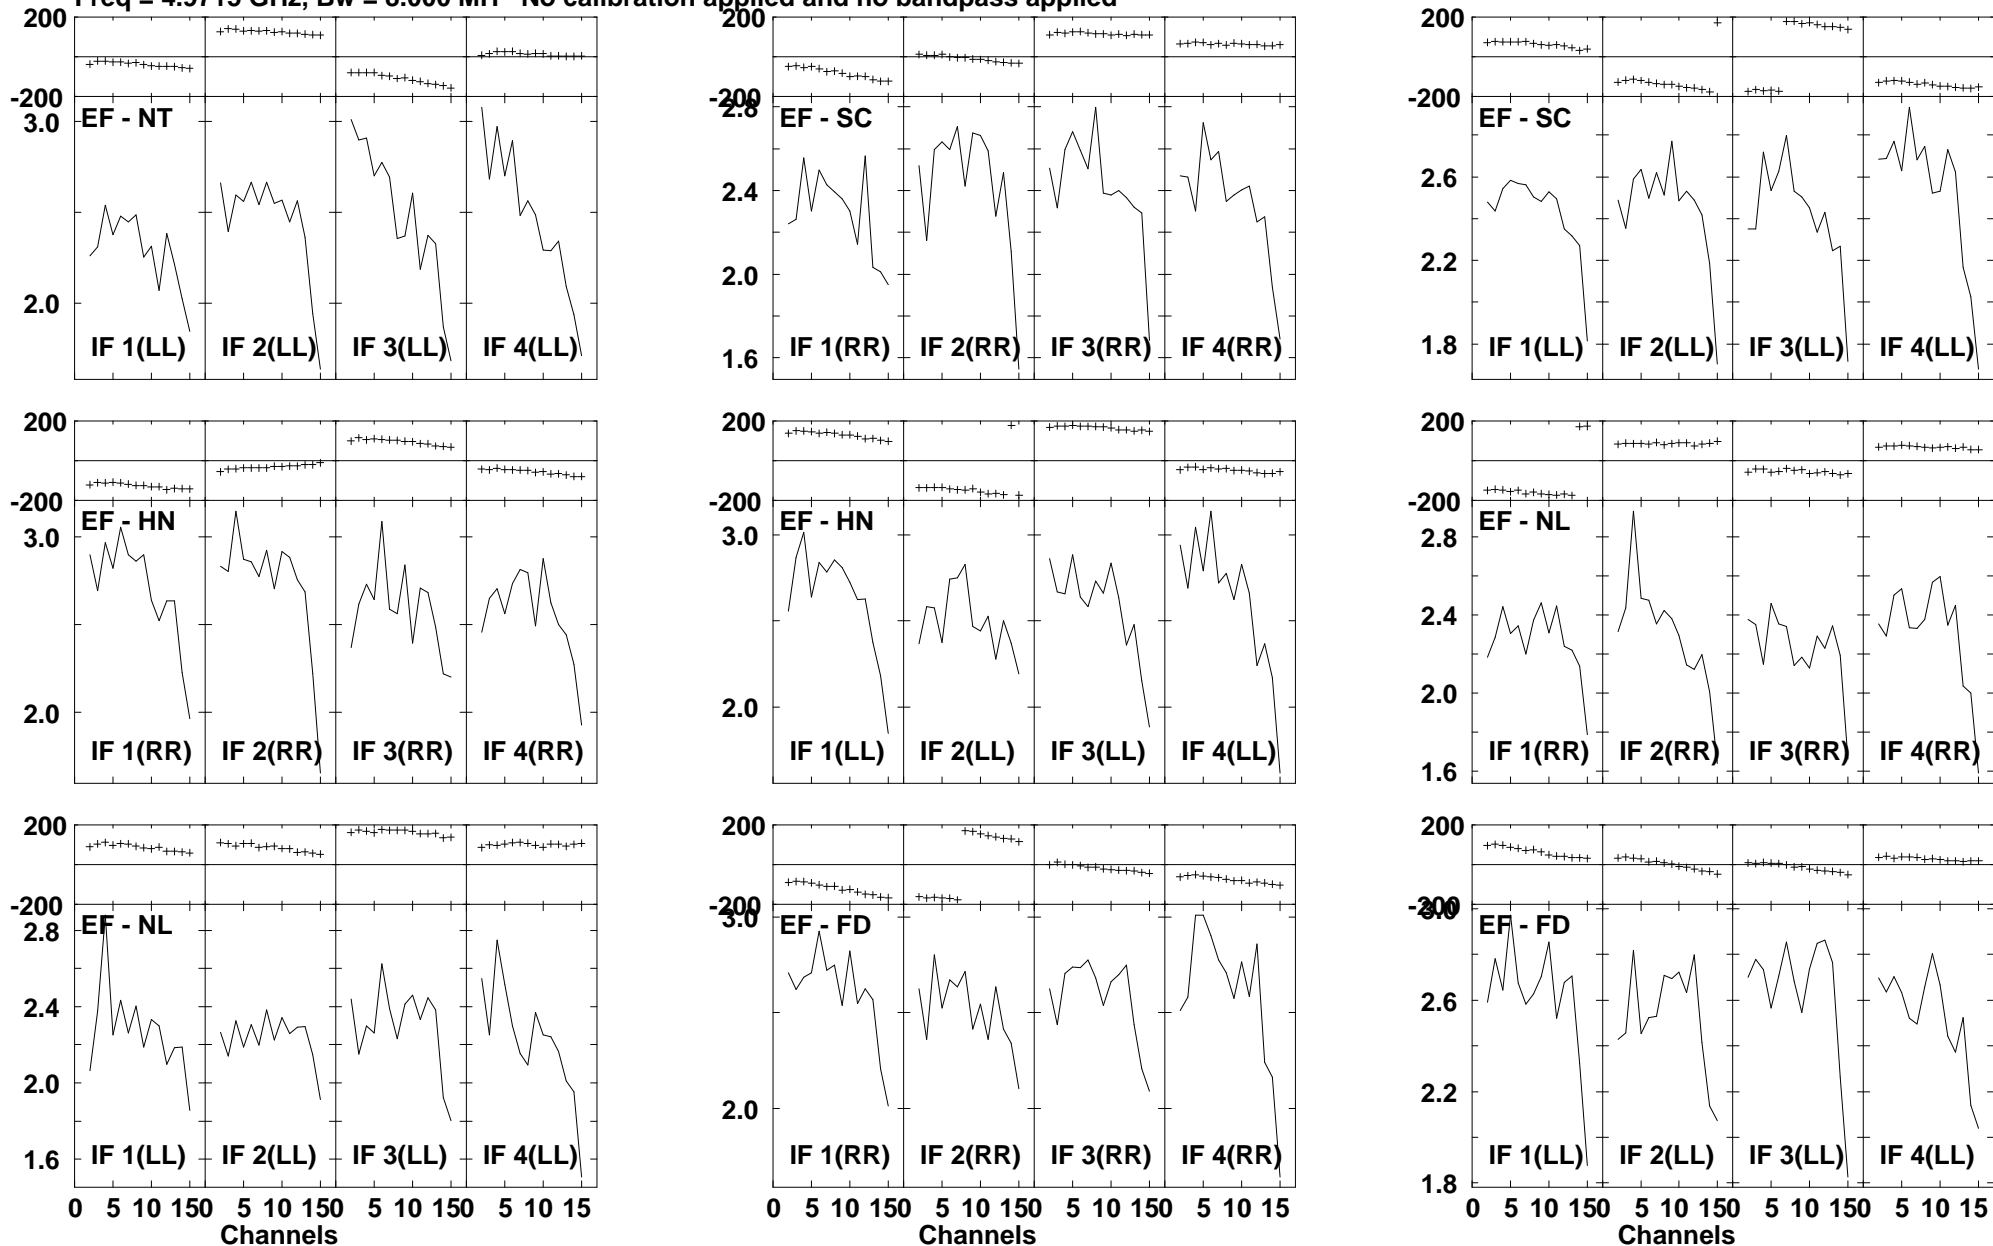 Freq = 4.9715 GHz, Bw = 8.000 MH No calibration applied and no bandpass applied
200 200 200
-200 -200 -200
EF - NT EF - SC EF - SC
3.0 2.8
2.6
2.4
2.2
2.0 2.0
1.8
1.6
IF 1(LL) IF 2(LL) IF 3(LL) IF 4(LL) IF 1(RR) IF 2(RR) IF 3(RR) IF 4(RR) IF 1(LL) IF 2(LL) IF 3(LL) IF 4(LL)
200 200 200
-200 -200 -200
EF - HN EF - HN EF - NL
3.0 3.0 2.8
2.4
2.0 2.0 2.0
1.6
IF 1(RR) IF 2(RR) IF 3(RR) IF 4(RR) IF 1(LL) IF 2(LL) IF 3(LL) IF 4(LL) IF 1(RR) IF 2(RR) IF 3(RR) IF 4(RR)
200 200 200
-200 -200 -200
EF - NL EF - FD EF - FD
2.8 3.0 3.0
2.6
2.4
2.2
2.0 2.0
1.8
1.6
IF 1(LL) IF 2(LL) IF 3(LL) IF 4(LL) IF 1(RR) IF 2(RR) IF 3(RR) IF 4(RR) IF 1(LL) IF 2(LL) IF 3(LL) IF 4(LL)
0 5 10 150 5 10 150 5 10 150 5 10 15 0 5 10 150 5 10 150 5 10 150 5 10 15 0 5 10 150 5 10 150 5 10 150 5 10 15
Channels Channels Channels